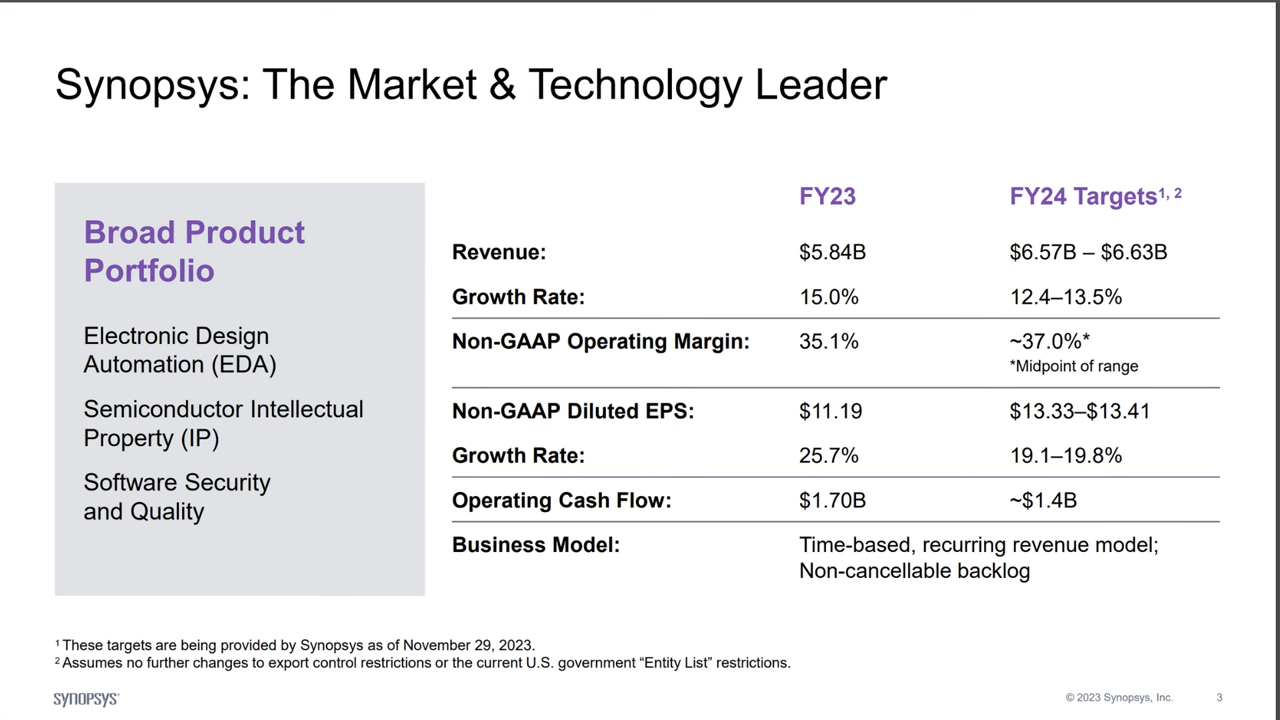 Synopsys: The Market & Technology Leader
Broad Product
Portfolio
Electronic Design
Automation (EDA)
Semiconductor Intellectual
Property (IP)
Software Security
and Quality
FY23 FY24 Targets¹, ²
Revenue: $5.84B $6.57B – $6.63B
Growth Rate: 15.0% 12.4–13.5%
Non-GAAP Operating Margin: 35.1% ~37.0%*
*Midpoint of range
Non-GAAP Diluted EPS: $11.19 $13.33–$13.41
Growth Rate: 25.7% 19.1–19.8%
Operating Cash Flow: $1.70B ~$1.4B
Business Model: Time-based, recurring revenue model;
Non-cancellable backlog
¹ These targets are being provided by Synopsys as of November 29, 2023.
² Assumes no further changes to export control restrictions or the current U.S. government “Entity List” restrictions.
SYNOPSYS®
© 2023 Synopsys, Inc. 3